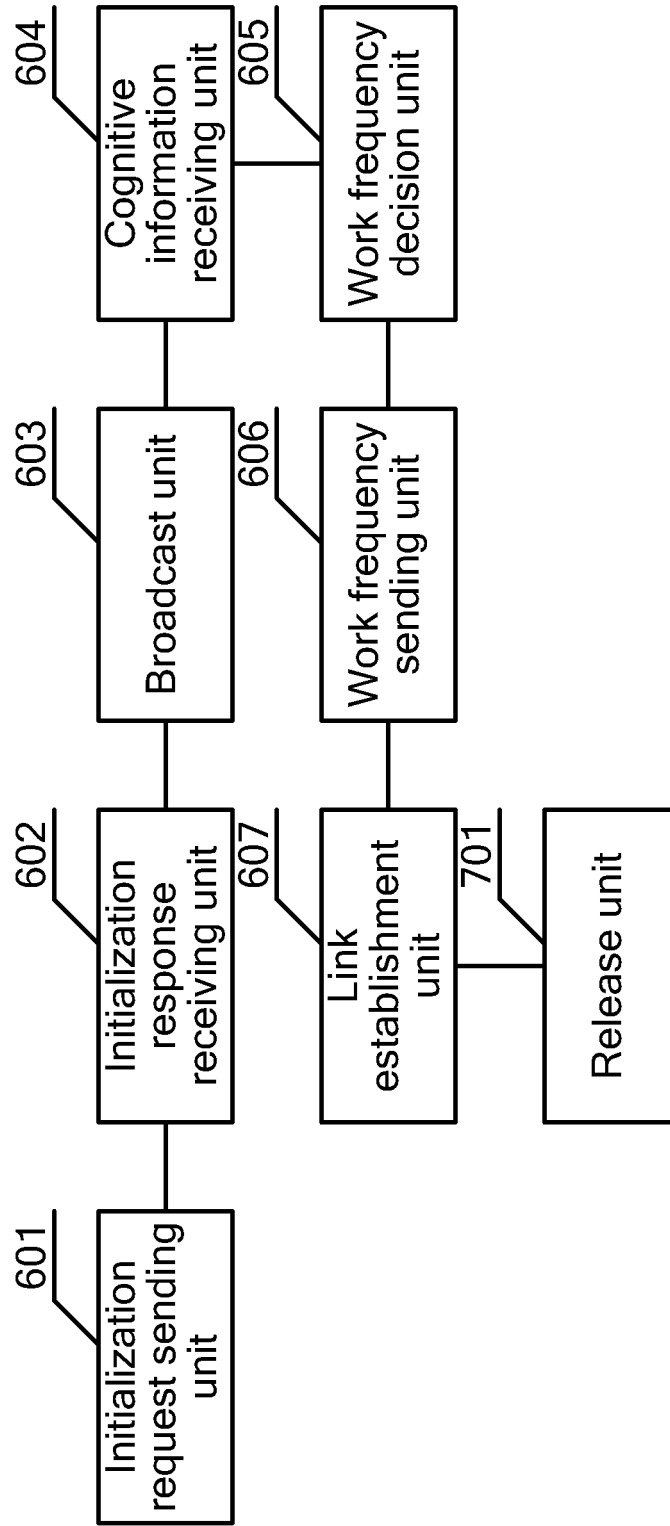 601
Initialization
request sending
unit
602
Initialization
response
receiving unit
603
Broadcast unit
604
Cognitive
information
receiving unit
607
Link
establishment
unit
606
Work frequency
sending unit
605
Work frequency
decision unit
701
Release unit